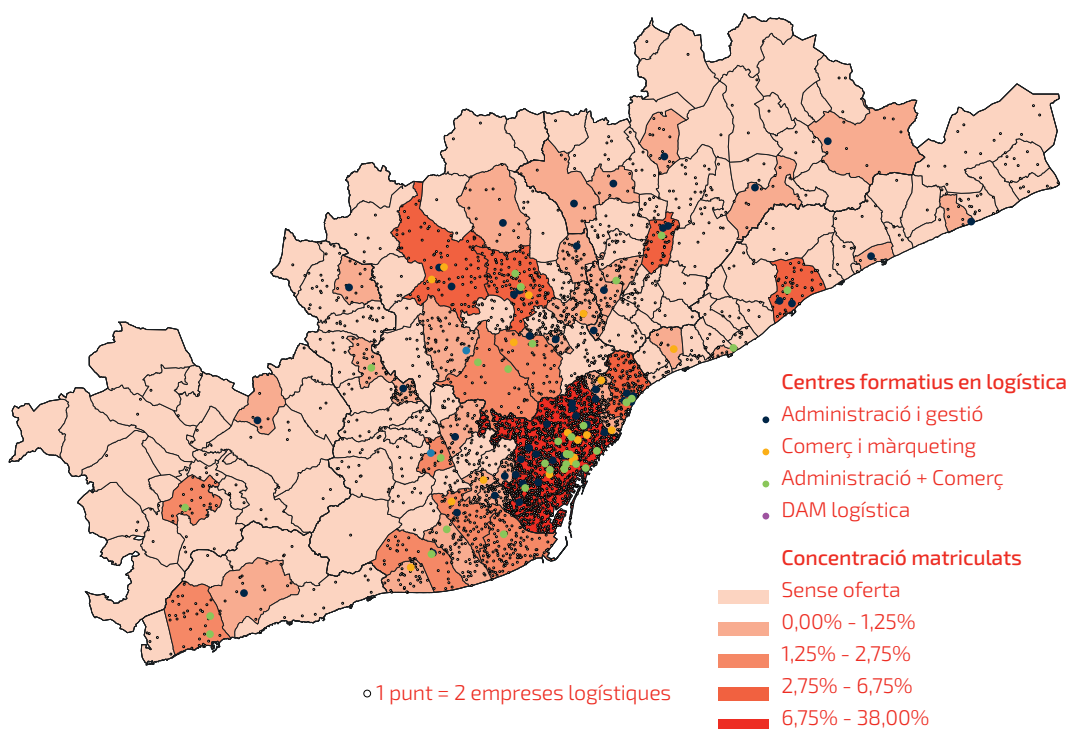 Centres formatius en logística
Administració i gestió
Comerç i màrqueting
Administració + Comerç
DAM logística
Concentració matriculats
Sense oferta
0,00% - 1,25%
1,25% - 2,75%
2,75% - 6,75%
6,75% - 38,00%
1 punt = 2 empreses logístiques